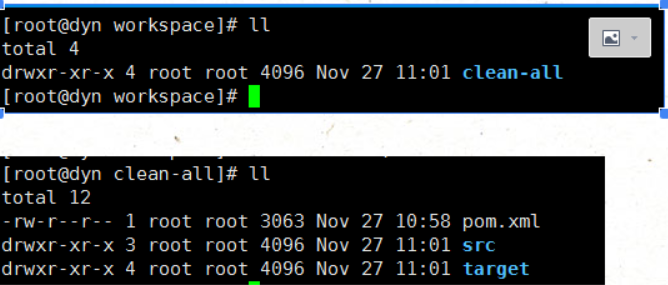 [root@dyn workspace]# ll
total 4
drwxr-xr-x 4 root root 4096 Nov 27 11:01 clean-all
[root@dyn workspace]#
[root@dyn clean-all]# ll
total 12
-rw-r--r-- 1 root root 3063 Nov 27 10:58 pom.xml
drwxr-xr-x 3 root root 4096 Nov 27 11:01 src
drwxr-xr-x 4 root root 4096 Nov 27 11:01 target